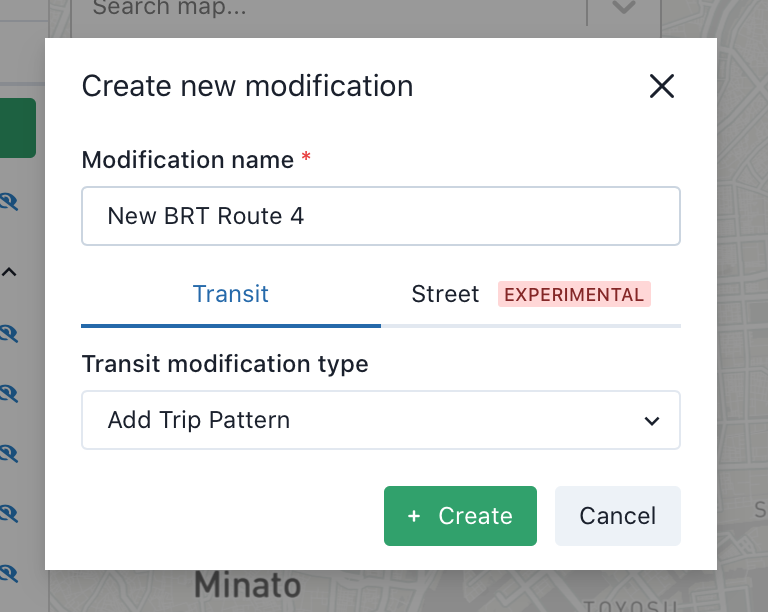 Search map...
Create new modification
Modification name *
New BRT Route 4
Transit
Street EXPERIMENTAL
Transit modification type
Add Trip Pattern
+ Create
Cancel
Minato
TOYOSU